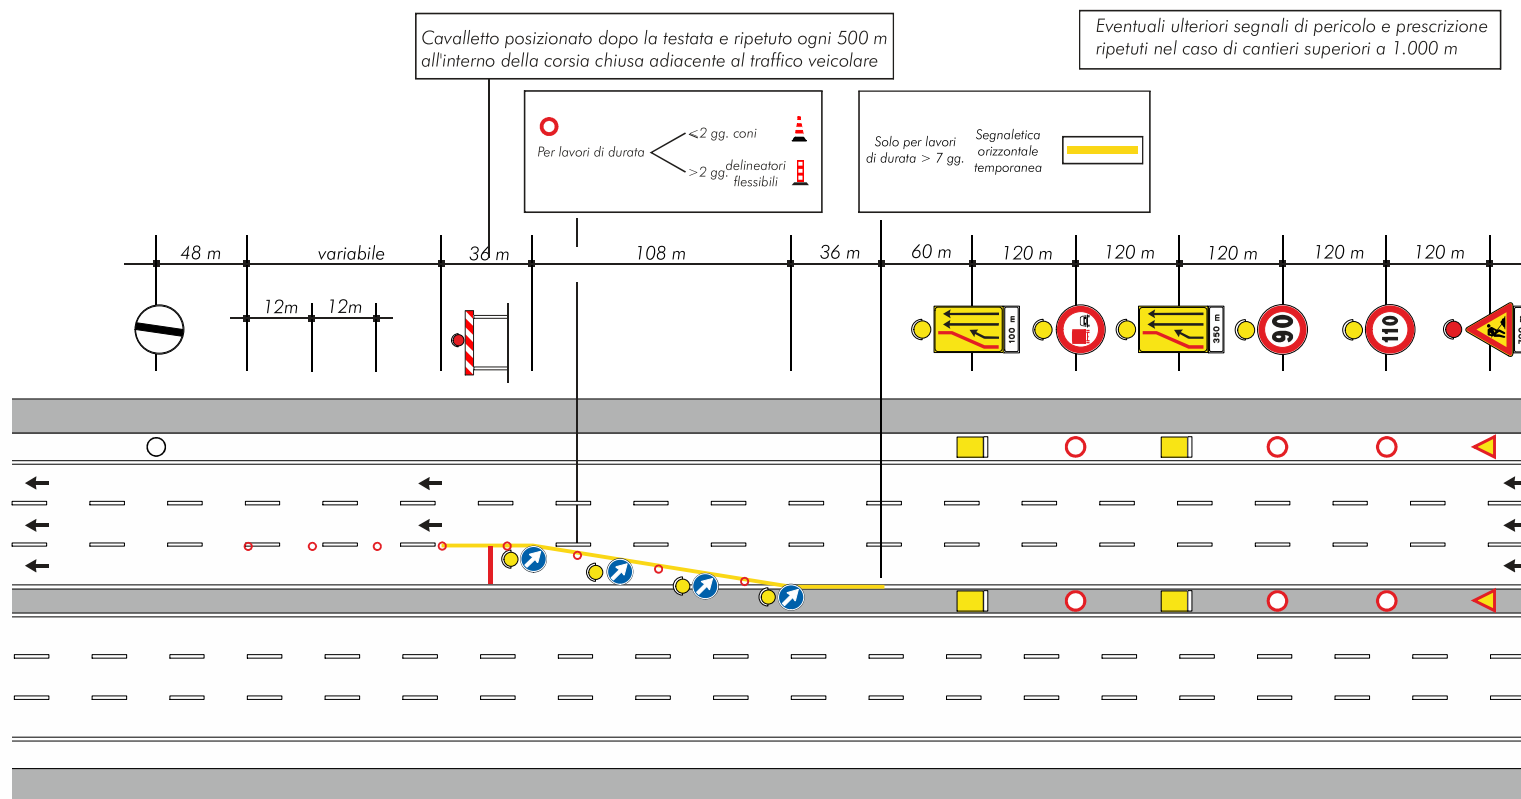 Cavalletto posizionato dopo la testata e ripetuto ogni 500 m
all'interno della corsia chiusa adiacente al traffico veicolare
Eventuali ulteriori segnali di pericolo e prescrizione
ripetuti nel caso di cantieri superiori a 1.000 m
Per lavori di durata
<2 gg. coni
>2 gg. delineatori
flessibili
Solo per lavori
di durata > 7 gg.
Segnaletica
orizzontale
temporanea
48 m
variabile
36 m
108 m
36 m
60 m
120 m
120 m
120 m
120 m
120 m
12m
12m
100 m
350 m
90
110